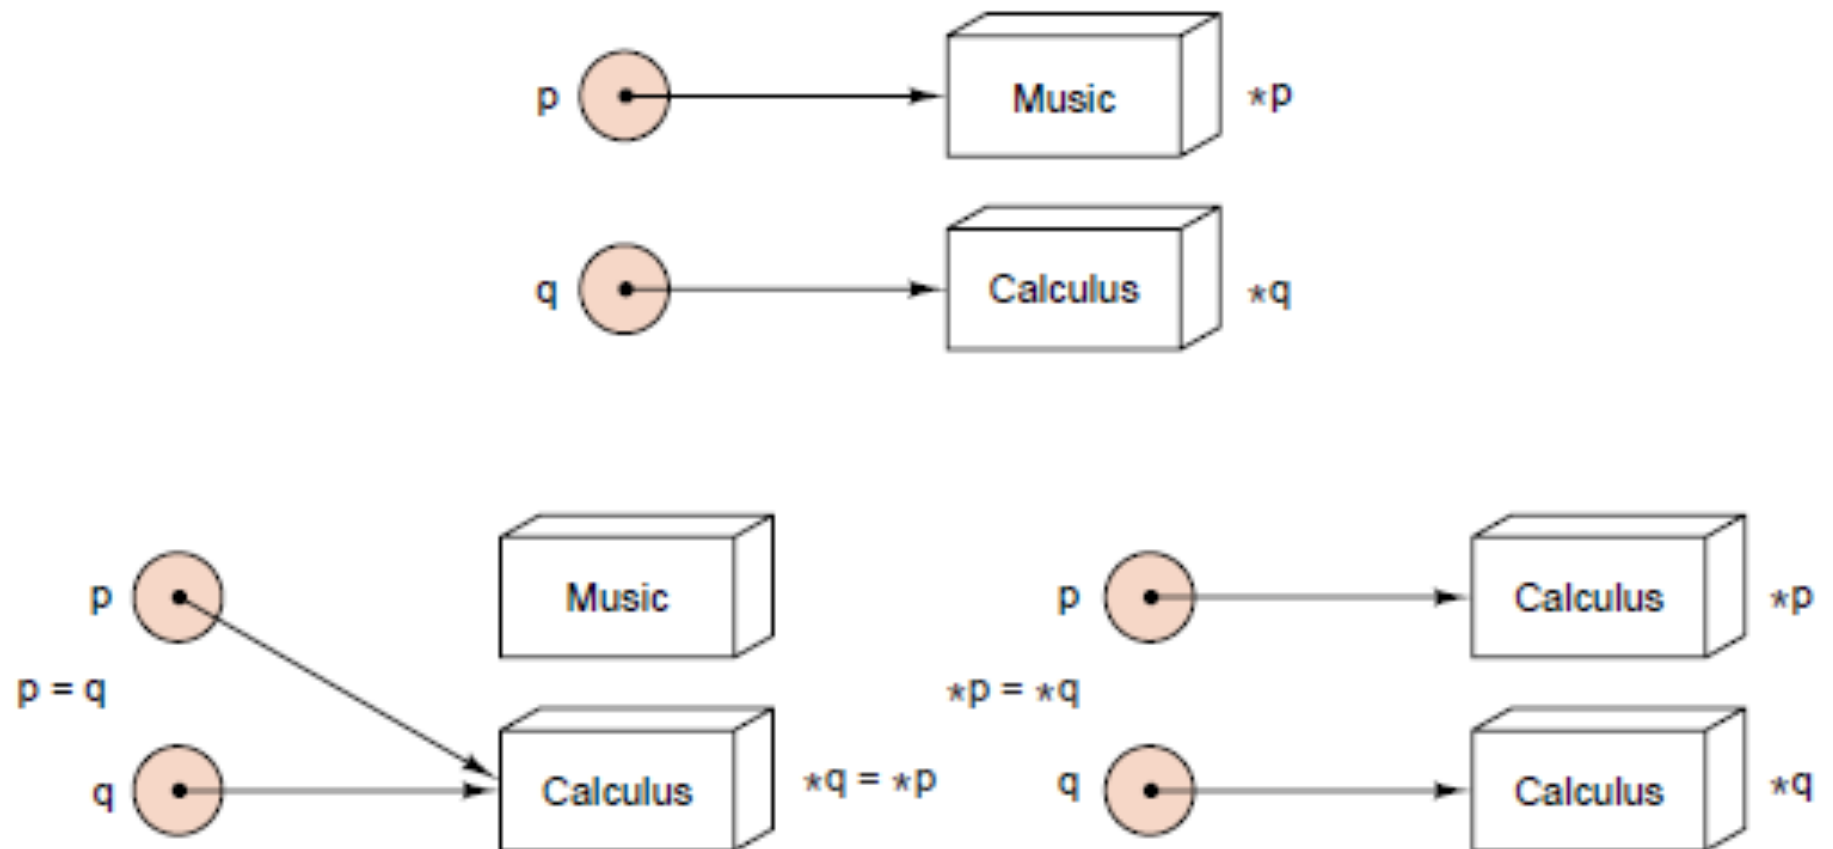 p Music *p
q Calculus *q
p Music
p = q
q Calculus *q = *p
p Calculus *p
*p = *q
q Calculus *q